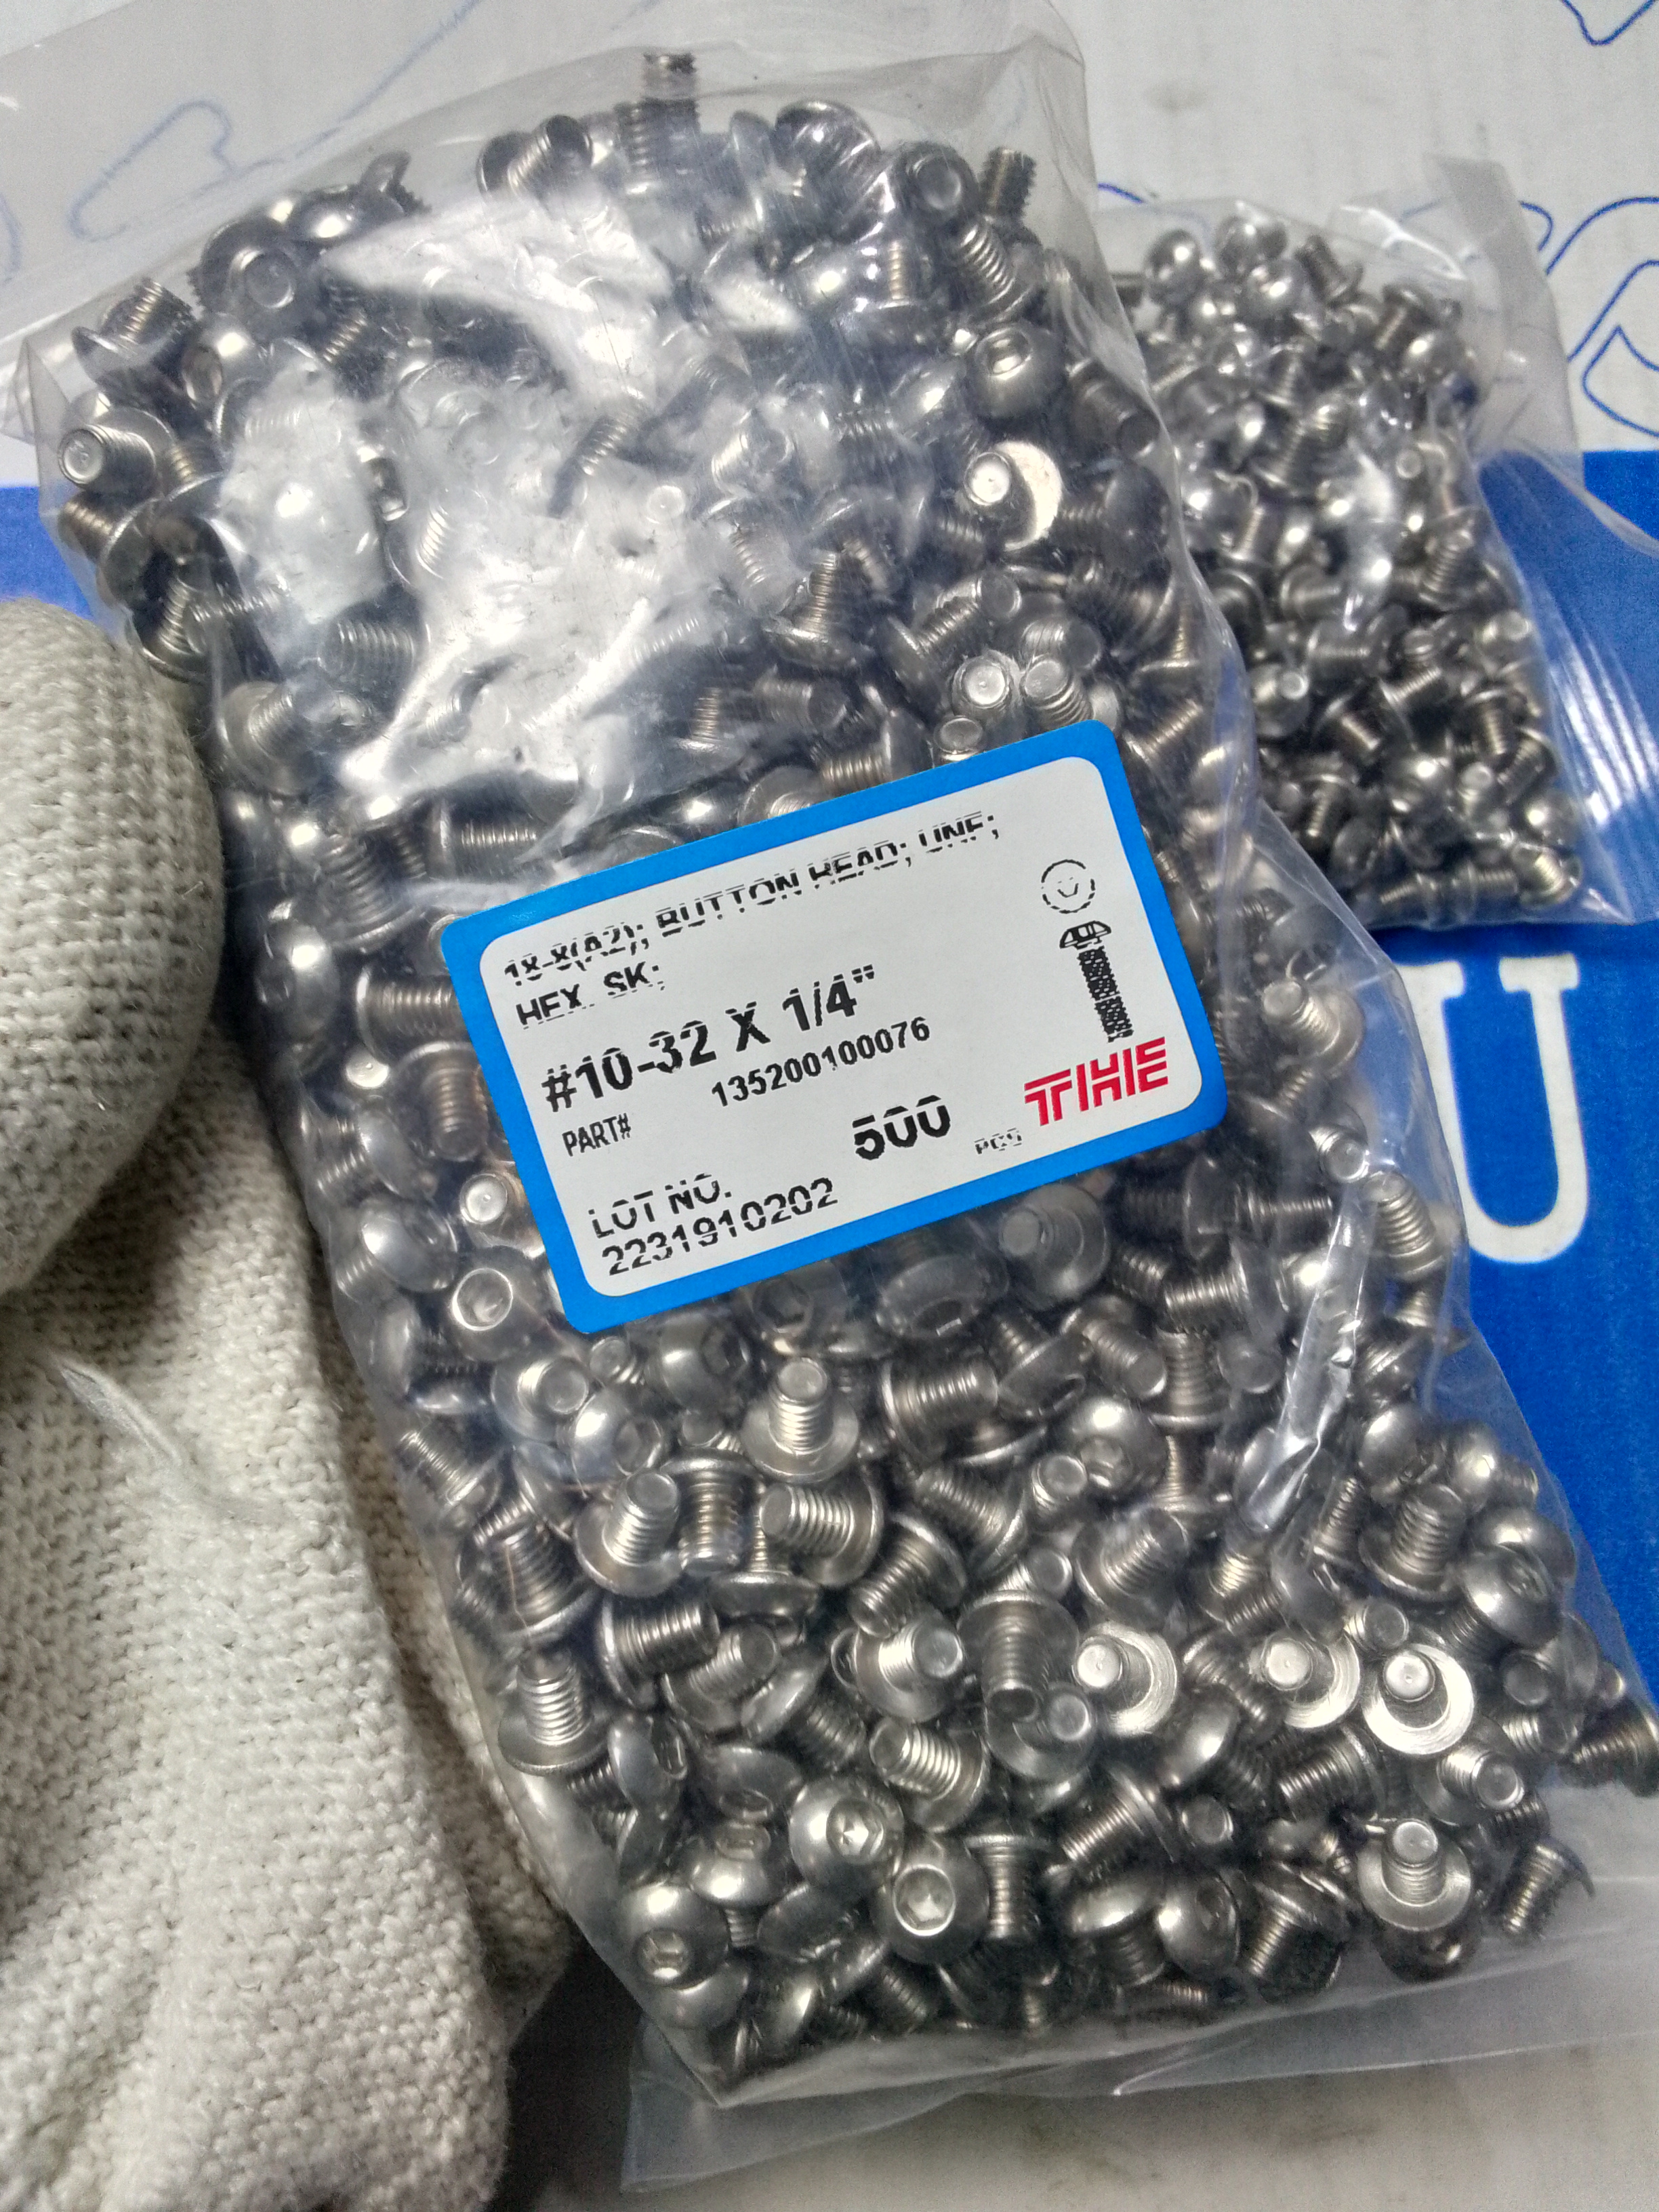 18-8(A2); BUTTON HEAD; UNF;
HEX. SK;
#10-32 X 1/4"
135200100076
PART#
500 PCS
THE
LOT NO.
2231910202
U